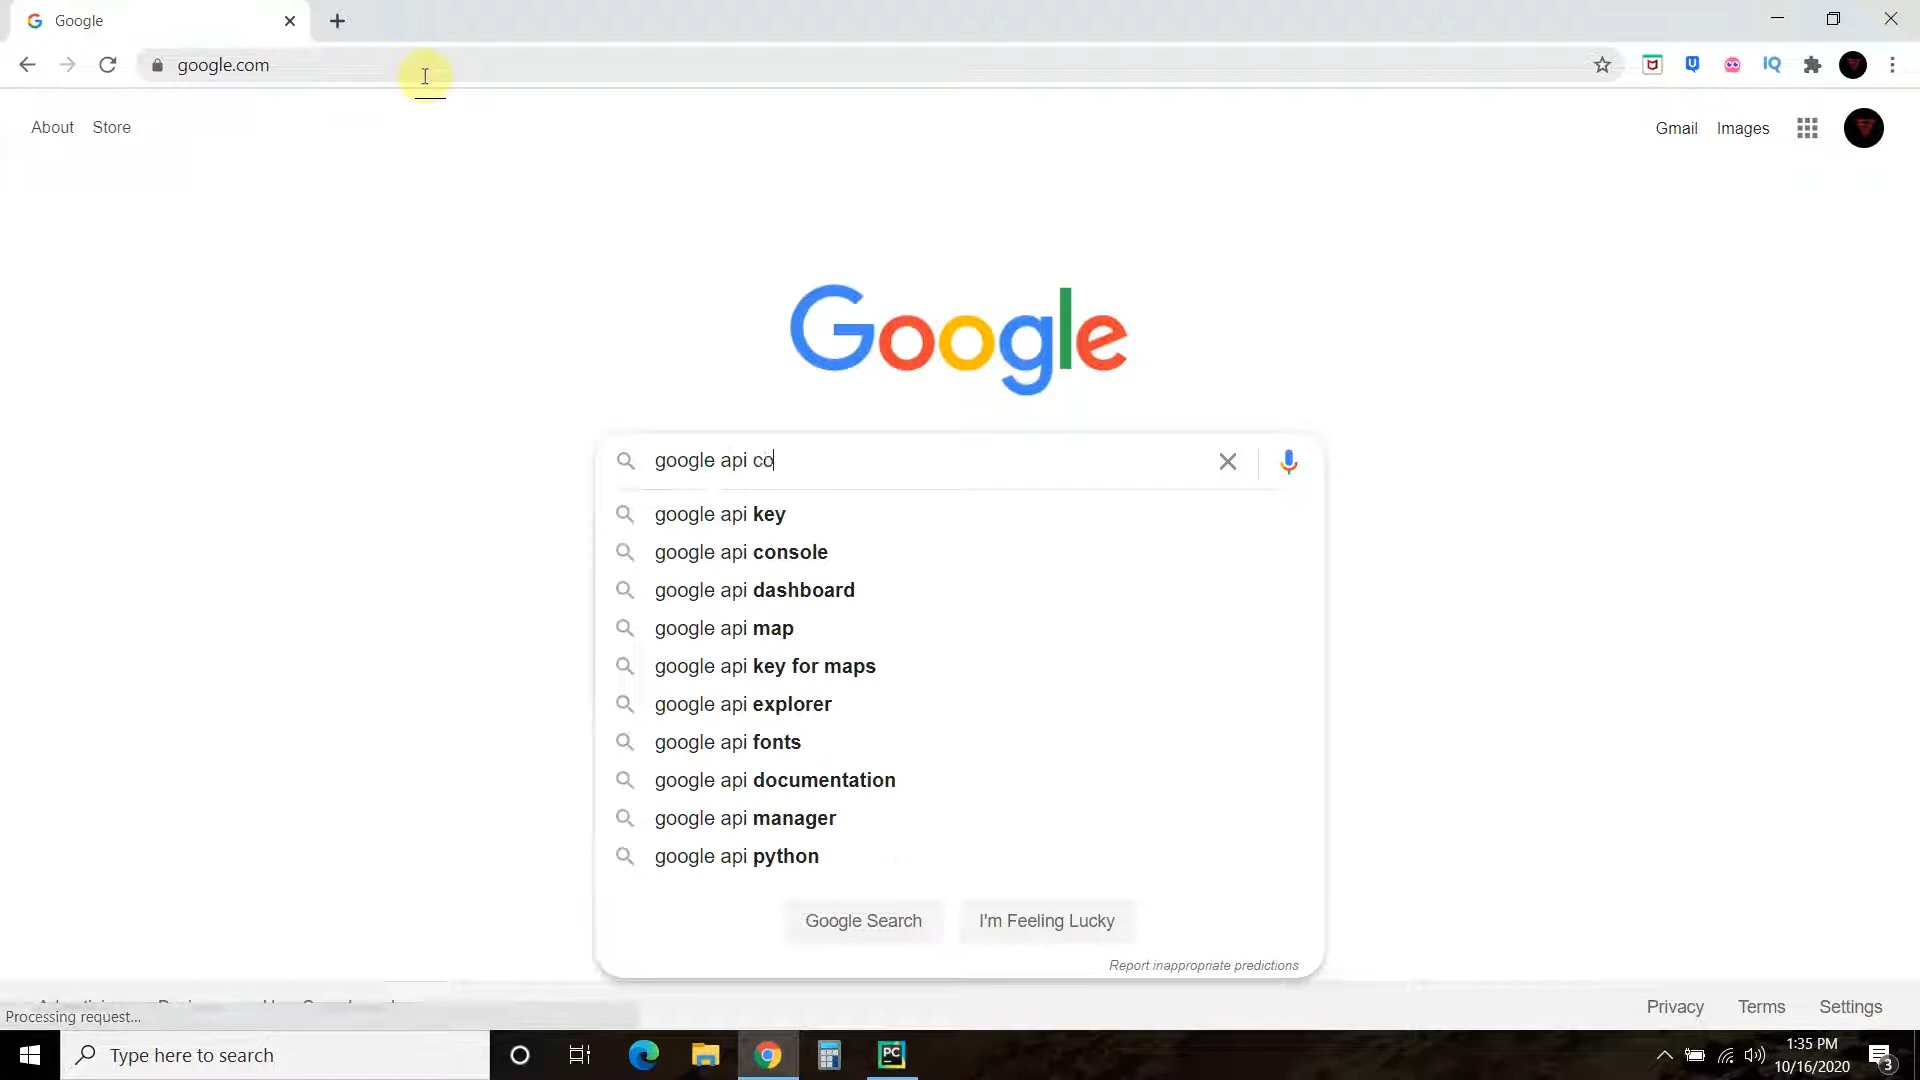 Google
google.com
About Store
Gmail Images
Google
google api co
google api key
google api console
google api dashboard
google api map
google api key for maps
google api explorer
google api fonts
google api documentation
google api manager
google api python
Google Search I'm Feeling Lucky
Report inappropriate predictions
Privacy Terms Settings
Processing request...
Type here to search
PC
1:35 PM
10/16/2020
3